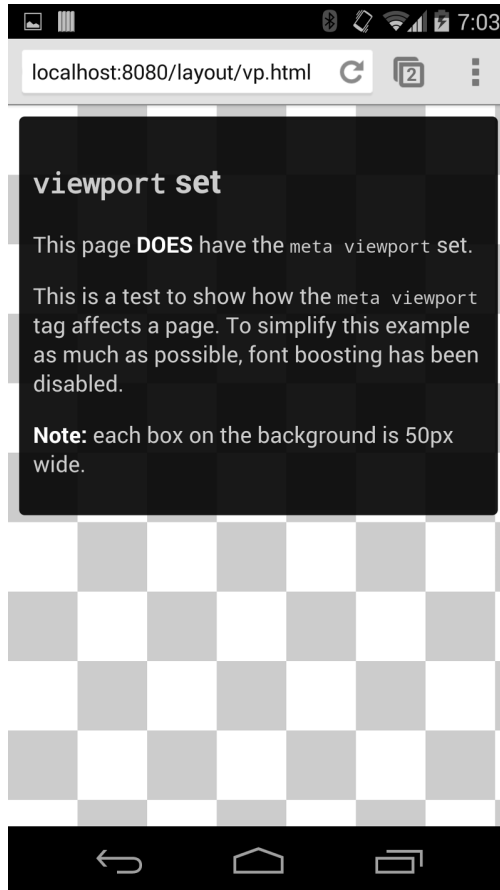 7:03
localhost:8080/layout/vp.html
2
viewport set
This page DOES have the meta viewport set.
This is a test to show how the meta viewport
tag affects a page. To simplify this example
as much as possible, font boosting has been
disabled.
Note: each box on the background is 50px
wide.